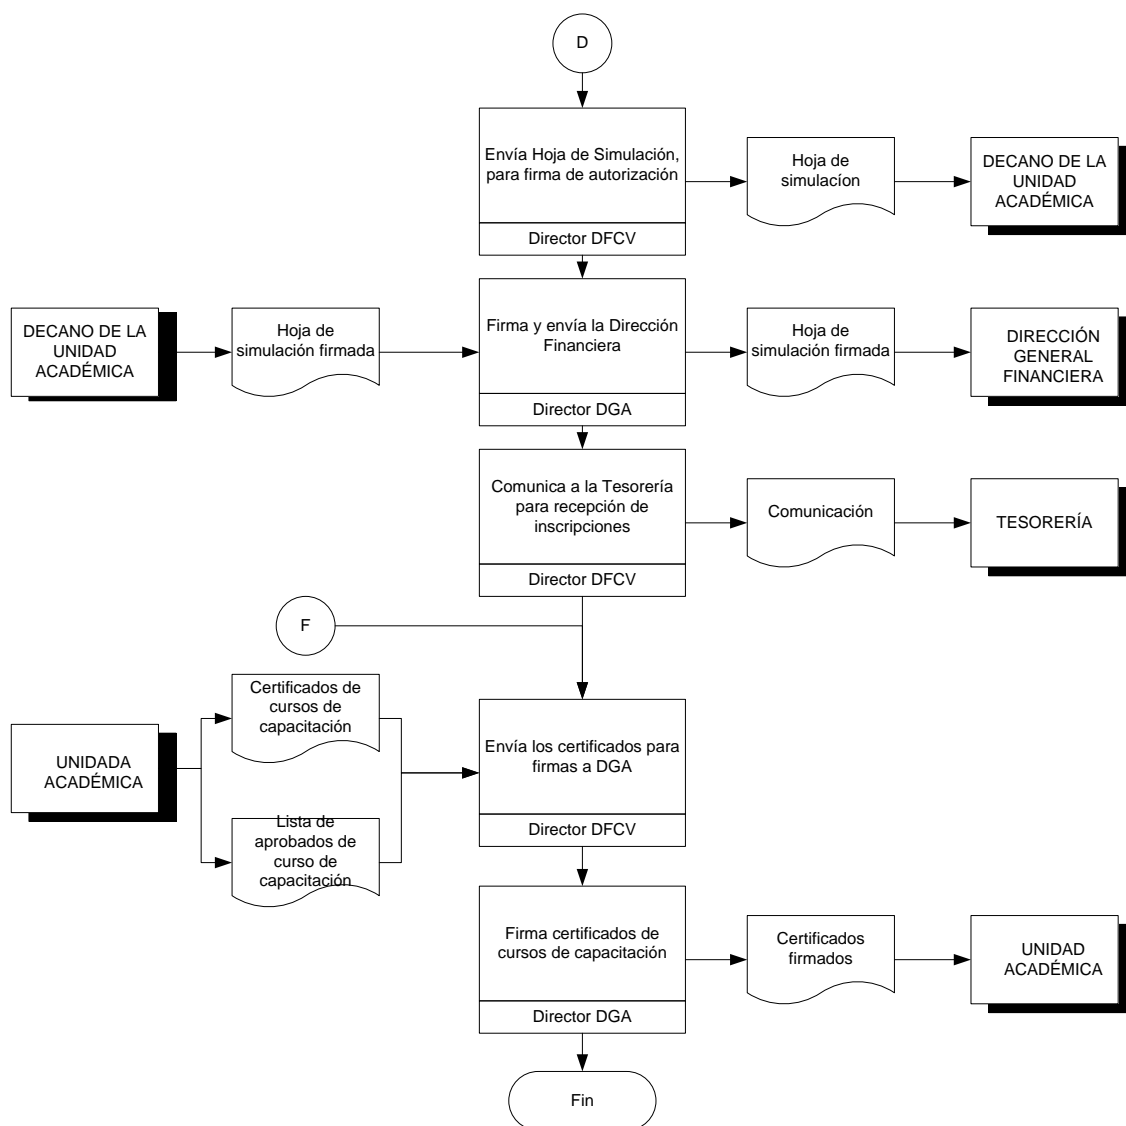 D
Envía Hoja de Simulación,
para firma de autorización
Director DFCV
Hoja de
simulacíon
DECANO DE LA
UNIDAD
ACADÉMICA
DECANO DE LA
UNIDAD
ACADÉMICA
Hoja de
simulación firmada
Firma y envía la Dirección
Financiera
Director DGA
Hoja de
simulación firmada
DIRECCIÓN
GENERAL
FINANCIERA
Comunica a la Tesorería
para recepción de
inscripciones
Director DFCV
Comunicación
TESORERÍA
F
UNIDADA
ACADÉMICA
Certificados de
cursos de
capacitación
Lista de
aprobados de
curso de
capacitación
Envía los certificados para
firmas a DGA
Director DFCV
Firma certificados de
cursos de capacitación
Director DGA
Certificados
firmados
UNIDAD
ACADÉMICA
Fin